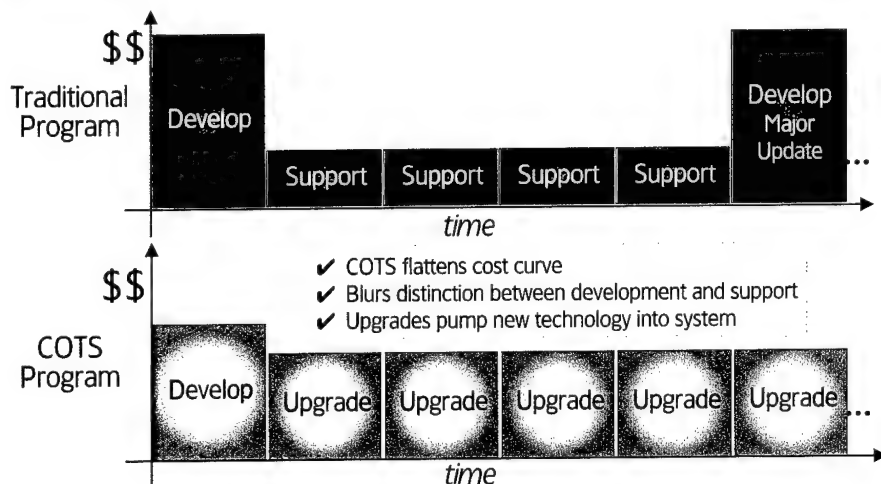 $$
Traditional
Program
Develop
Support
Support
Support
Support
Develop
Major
Update
...
time
$$
✔ COTS flattens cost curve
✔ Blurs distinction between development and support
✔ Upgrades pump new technology into system
COTS
Program
Develop
Upgrade
Upgrade
Upgrade
Upgrade
Upgrade
...
time